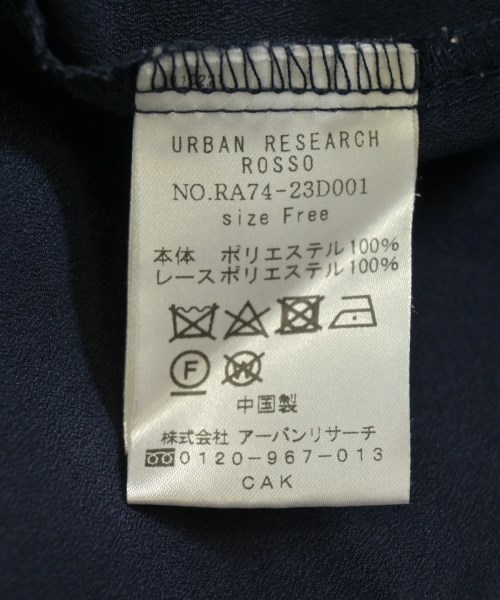 URBAN RESEARCH
ROSSO
NO.RA74-23D001
size Free
本体 ポリエステル100%
レースポリエステル100%
F W
中国製
株式会社 アーバンリサーチ
0120-967-013
CAK